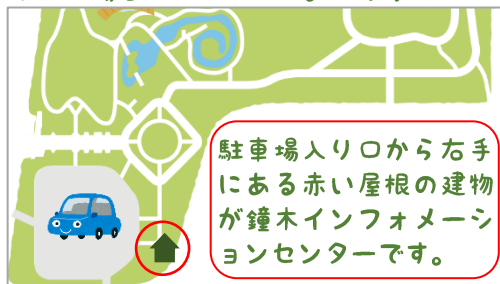 駐車場入り口から右手
にある赤い屋根の建物
が鐘木インフォメーシ
ョンセンターです。